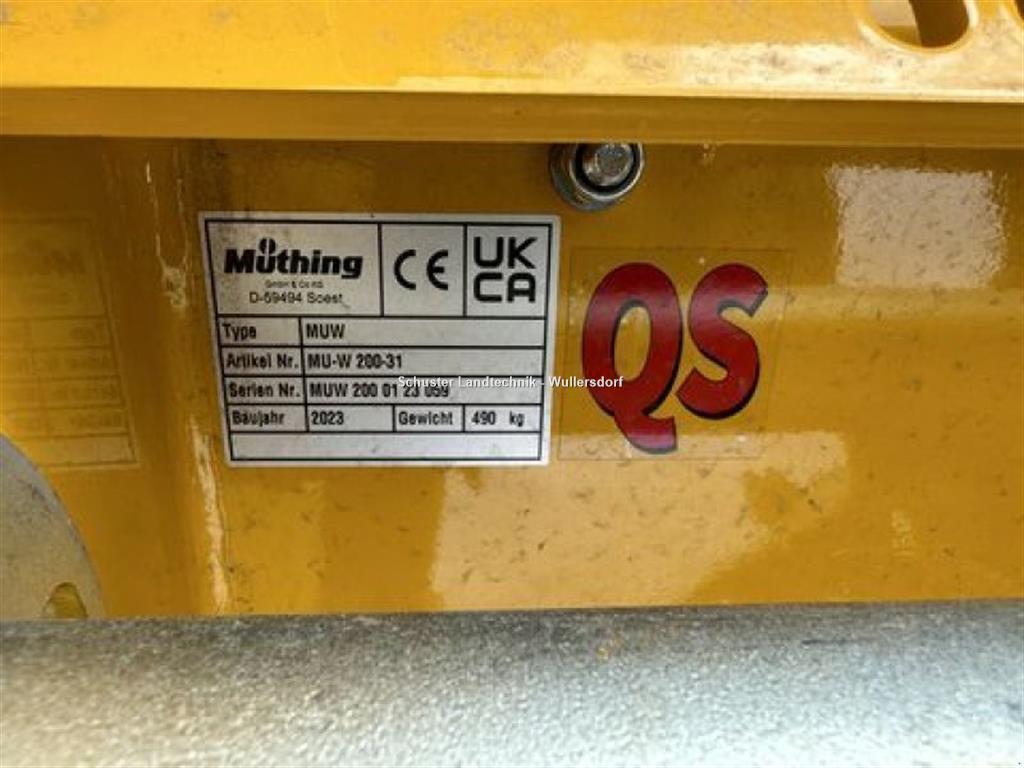 Müthing
GmbH & Co KG
D-59494 Soest
CE
UK
CA
Type MUW
Artikel Nr. MU-W 200-31
Serien Nr. MUW 200 01 23 059
Baujahr 2023 Gewicht 490 kg
QS
Schuster Landtechnik - Wullersdorf